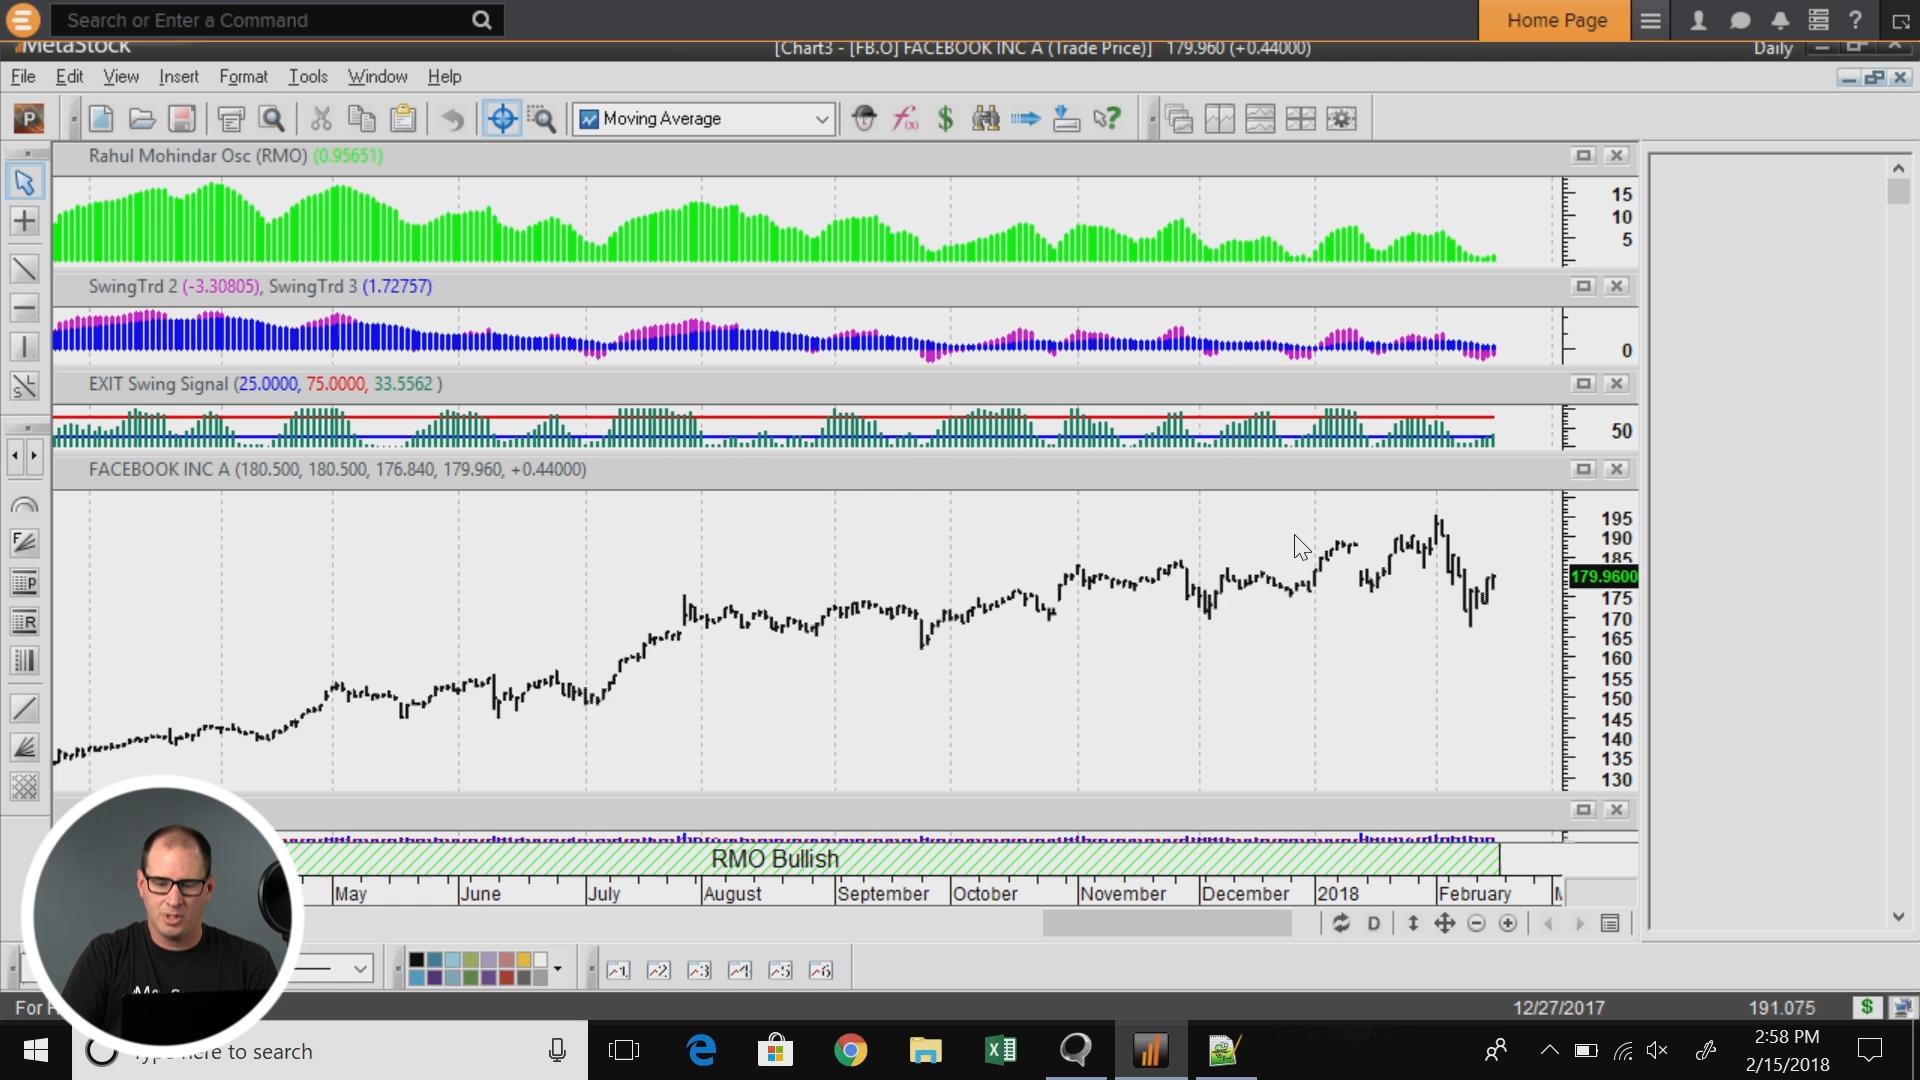 Search or Enter a Command
Home Page
MetaStock
[Chart3 - [FB.O] FACEBOOK INC A (Trade Price)] 179.960 (+0.44000)
Daily
File Edit View Insert Format Tools Window Help
P
Moving Average
Rahul Mohindar Osc (RMO) (0.95651)
15
10
5
SwingTrd 2 (-3.30805), SwingTrd 3 (1.72757)
0
EXIT Swing Signal (25.0000, 75.0000, 33.5562 )
50
FACEBOOK INC A (180.500, 180.500, 176.840, 179.960, +0.44000)
195
190
185
179.9600
175
170
165
160
155
150
145
140
135
130
RMO Bullish
May June July August September October November December 2018 February
D
For
12/27/2017
191.075
Type here to search
2:58 PM
2/15/2018